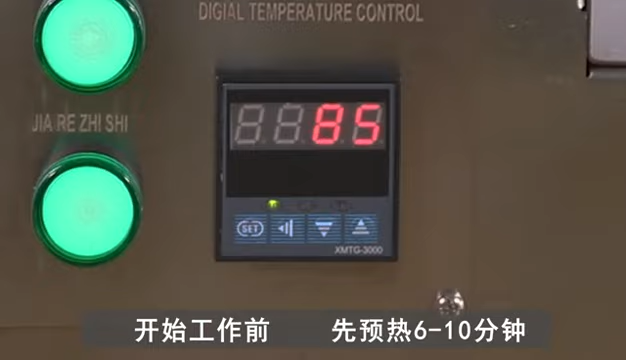 DIGIAL TEMPERATURE CONTROL
85
JIA RE ZHI SHI
SET
XMTG-3000
开始工作前 先预热6-10分钟